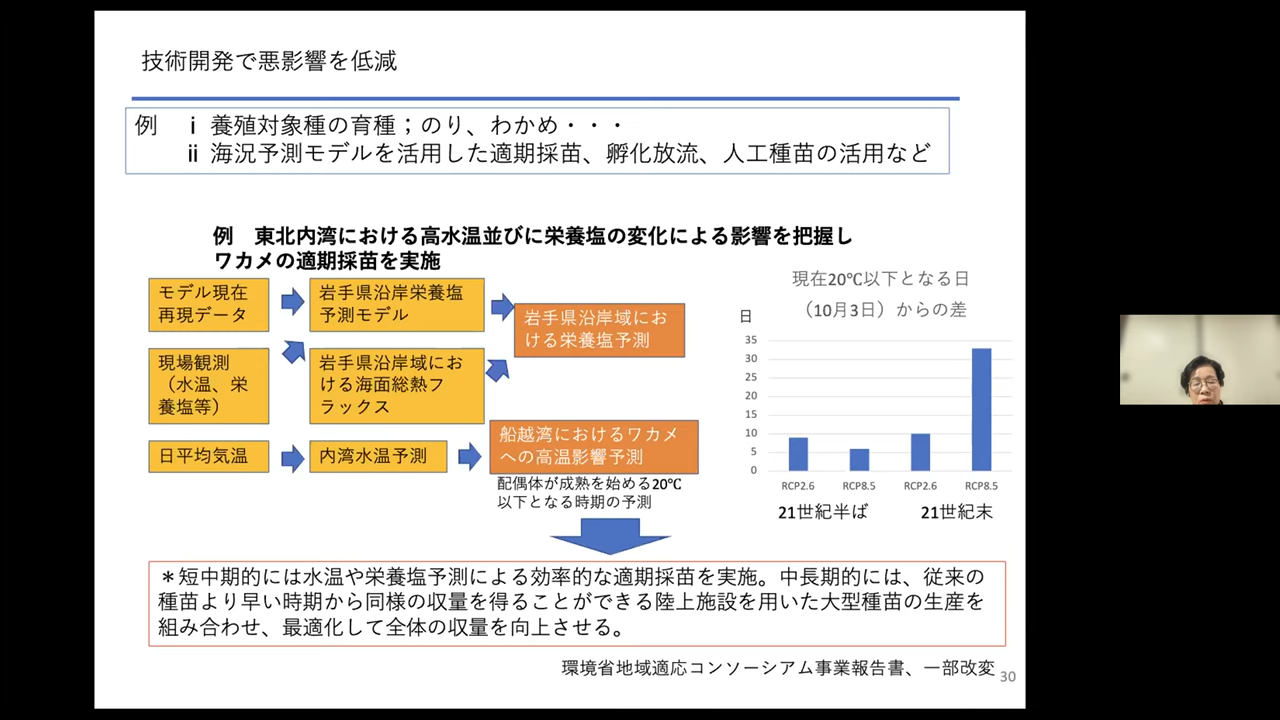 技術開発で悪影響を低減
例 ⅰ 養殖対象種の育種；のり、わかめ・・・
ⅱ 海況予測モデルを活用した適期採苗、孵化放流、人工種苗の活用など
例 東北内湾における高水温並びに栄養塩の変化による影響を把握し
ワカメの適期採苗を実施
モデル現在
再現データ
岩手県沿岸栄養塩
予測モデル
岩手県沿岸域にお
ける栄養塩予測
現場観測
（水温、栄
養塩等）
岩手県沿岸域にお
ける海面総熱フ
ラックス
日平均気温
内湾水温予測
船越湾におけるワカメ
への高温影響予測
配偶体が成熟を始める20℃
以下となる時期の予測
現在20℃以下となる日
（10月3日）からの差
日
35
30
25
20
15
10
5
0
RCP2.6 RCP8.5 RCP2.6 RCP8.5
21世紀半ば 21世紀末
＊短中期的には水温や栄養塩予測による効率的な適期採苗を実施。中長期的には、従来の
種苗より早い時期から同様の収量を得ることができる陸上施設を用いた大型種苗の生産を
組み合わせ、最適化して全体の収量を向上させる。
環境省地域適応コンソーシアム事業報告書、一部改変
30